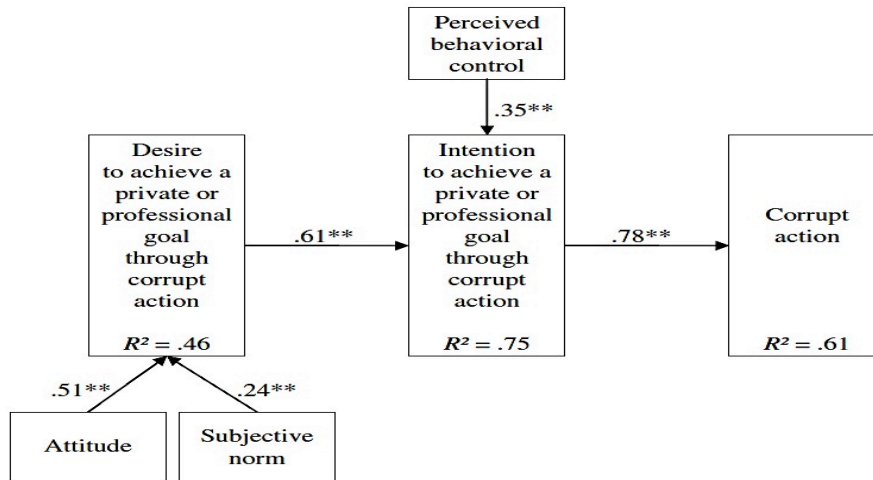 Perceived
behavioral
control
.35**
Desire
to achieve a
private or
professional
goal
through
corrupt
action
R² = .46
.61**
Intention
to achieve a
private or
professional
goal
through
corrupt
action
R² = .75
.78**
Corrupt
action
R² = .61
.51**
.24**
Attitude
Subjective
norm